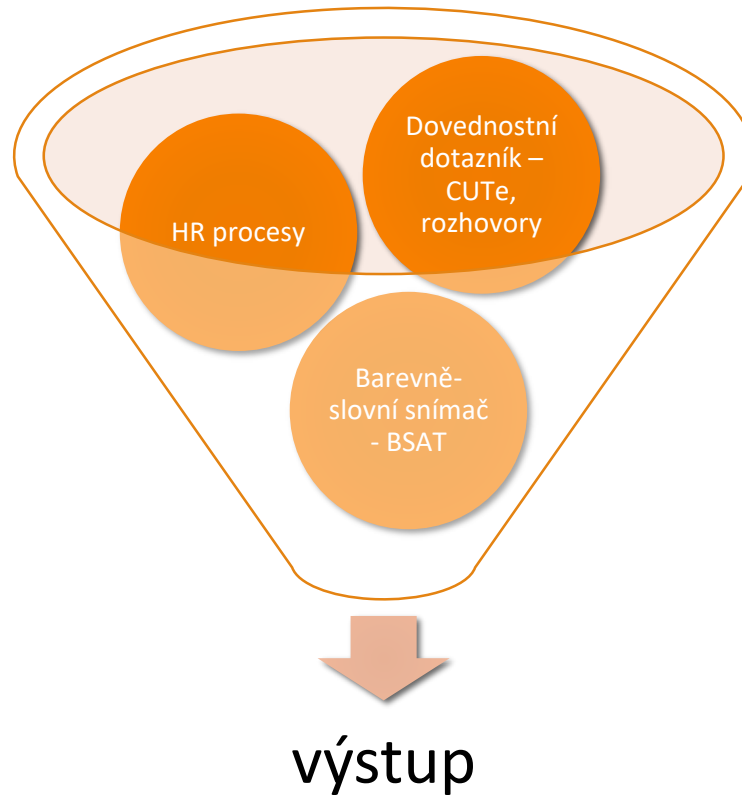 Dovednostní
dotazník –
CUTe,
rozhovory
HR procesy
Barevně-
slovní snímač
- BSAT
výstup